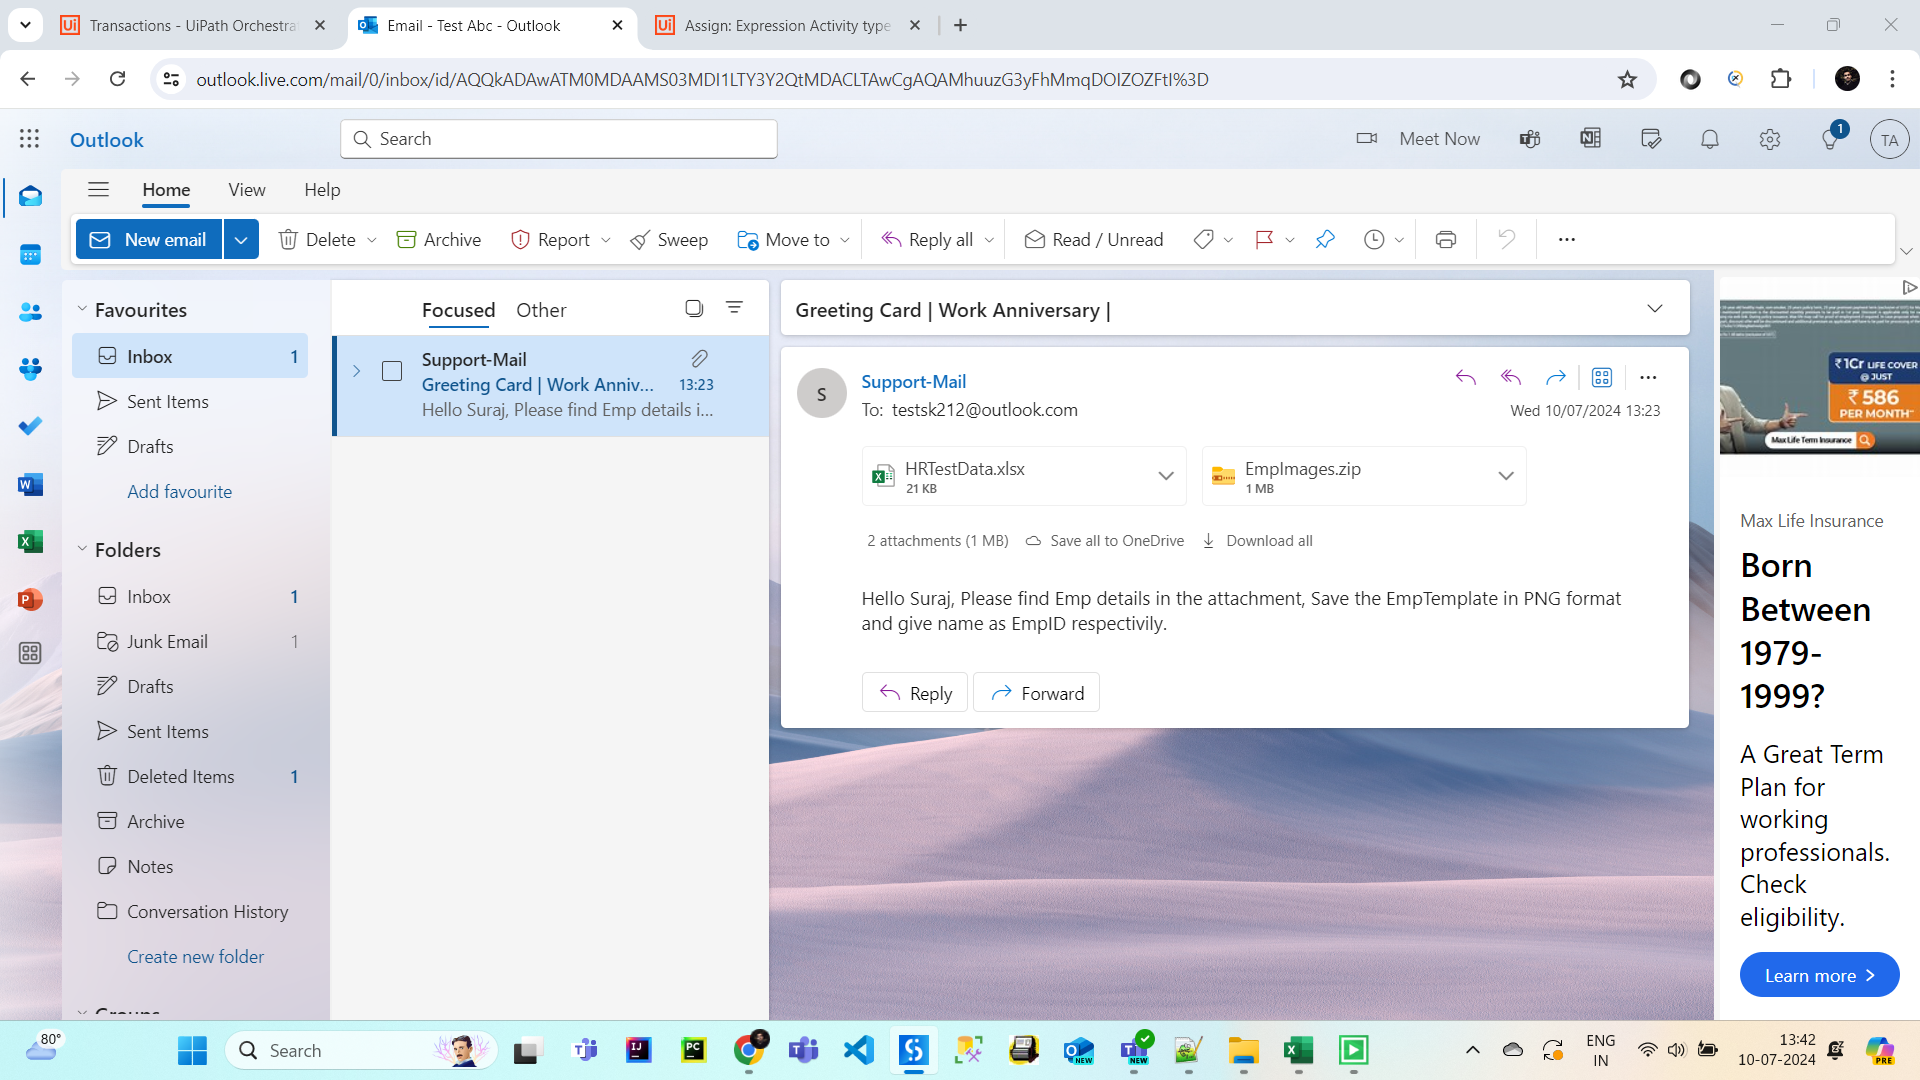 Transactions - UiPath Orchestra
Email - Test Abc - Outlook
Assign: Expression Activity type
outlook.live.com/mail/0/inbox/id/AQQkADAwATM0MDAAMS03MDI1LTY3Y2QtMDACLTAwCgAQAMhuuzG3yFhMmqDOIZOZFtI%3D
Outlook
Search
Meet Now
1
TA
Home
View
Help
New email
Delete
Archive
Report
Sweep
Move to
Reply all
Read / Unread
Favourites
Inbox 1
Sent Items
Drafts
Add favourite
Folders
Inbox 1
Junk Email 1
Drafts
Sent Items
Deleted Items 1
Archive
Notes
Conversation History
Create new folder
Groups
Focused
Other
Support-Mail
Greeting Card | Work Anniv... 13:23
Hello Suraj, Please find Emp details i...
Greeting Card | Work Anniversary |
S
Support-Mail
To: testsk212@outlook.com
Wed 10/07/2024 13:23
HRTestData.xlsx
21 KB
EmpImages.zip
1 MB
2 attachments (1 MB)
Save all to OneDrive
Download all
Hello Suraj, Please find Emp details in the attachment, Save the EmpTemplate in PNG format
and give name as EmpID respectivily.
Reply
Forward
₹1Cr LIFE COVER
@ JUST
₹ 586
PER MONTH
Max Life Term Insurance
Max Life Insurance
Born
Between
1979-
1999?
A Great Term
Plan for
working
professionals.
Check
eligibility.
Learn more >
80°
Search
NEW
NEW
ENG
IN
13:42
10-07-2024
PRE